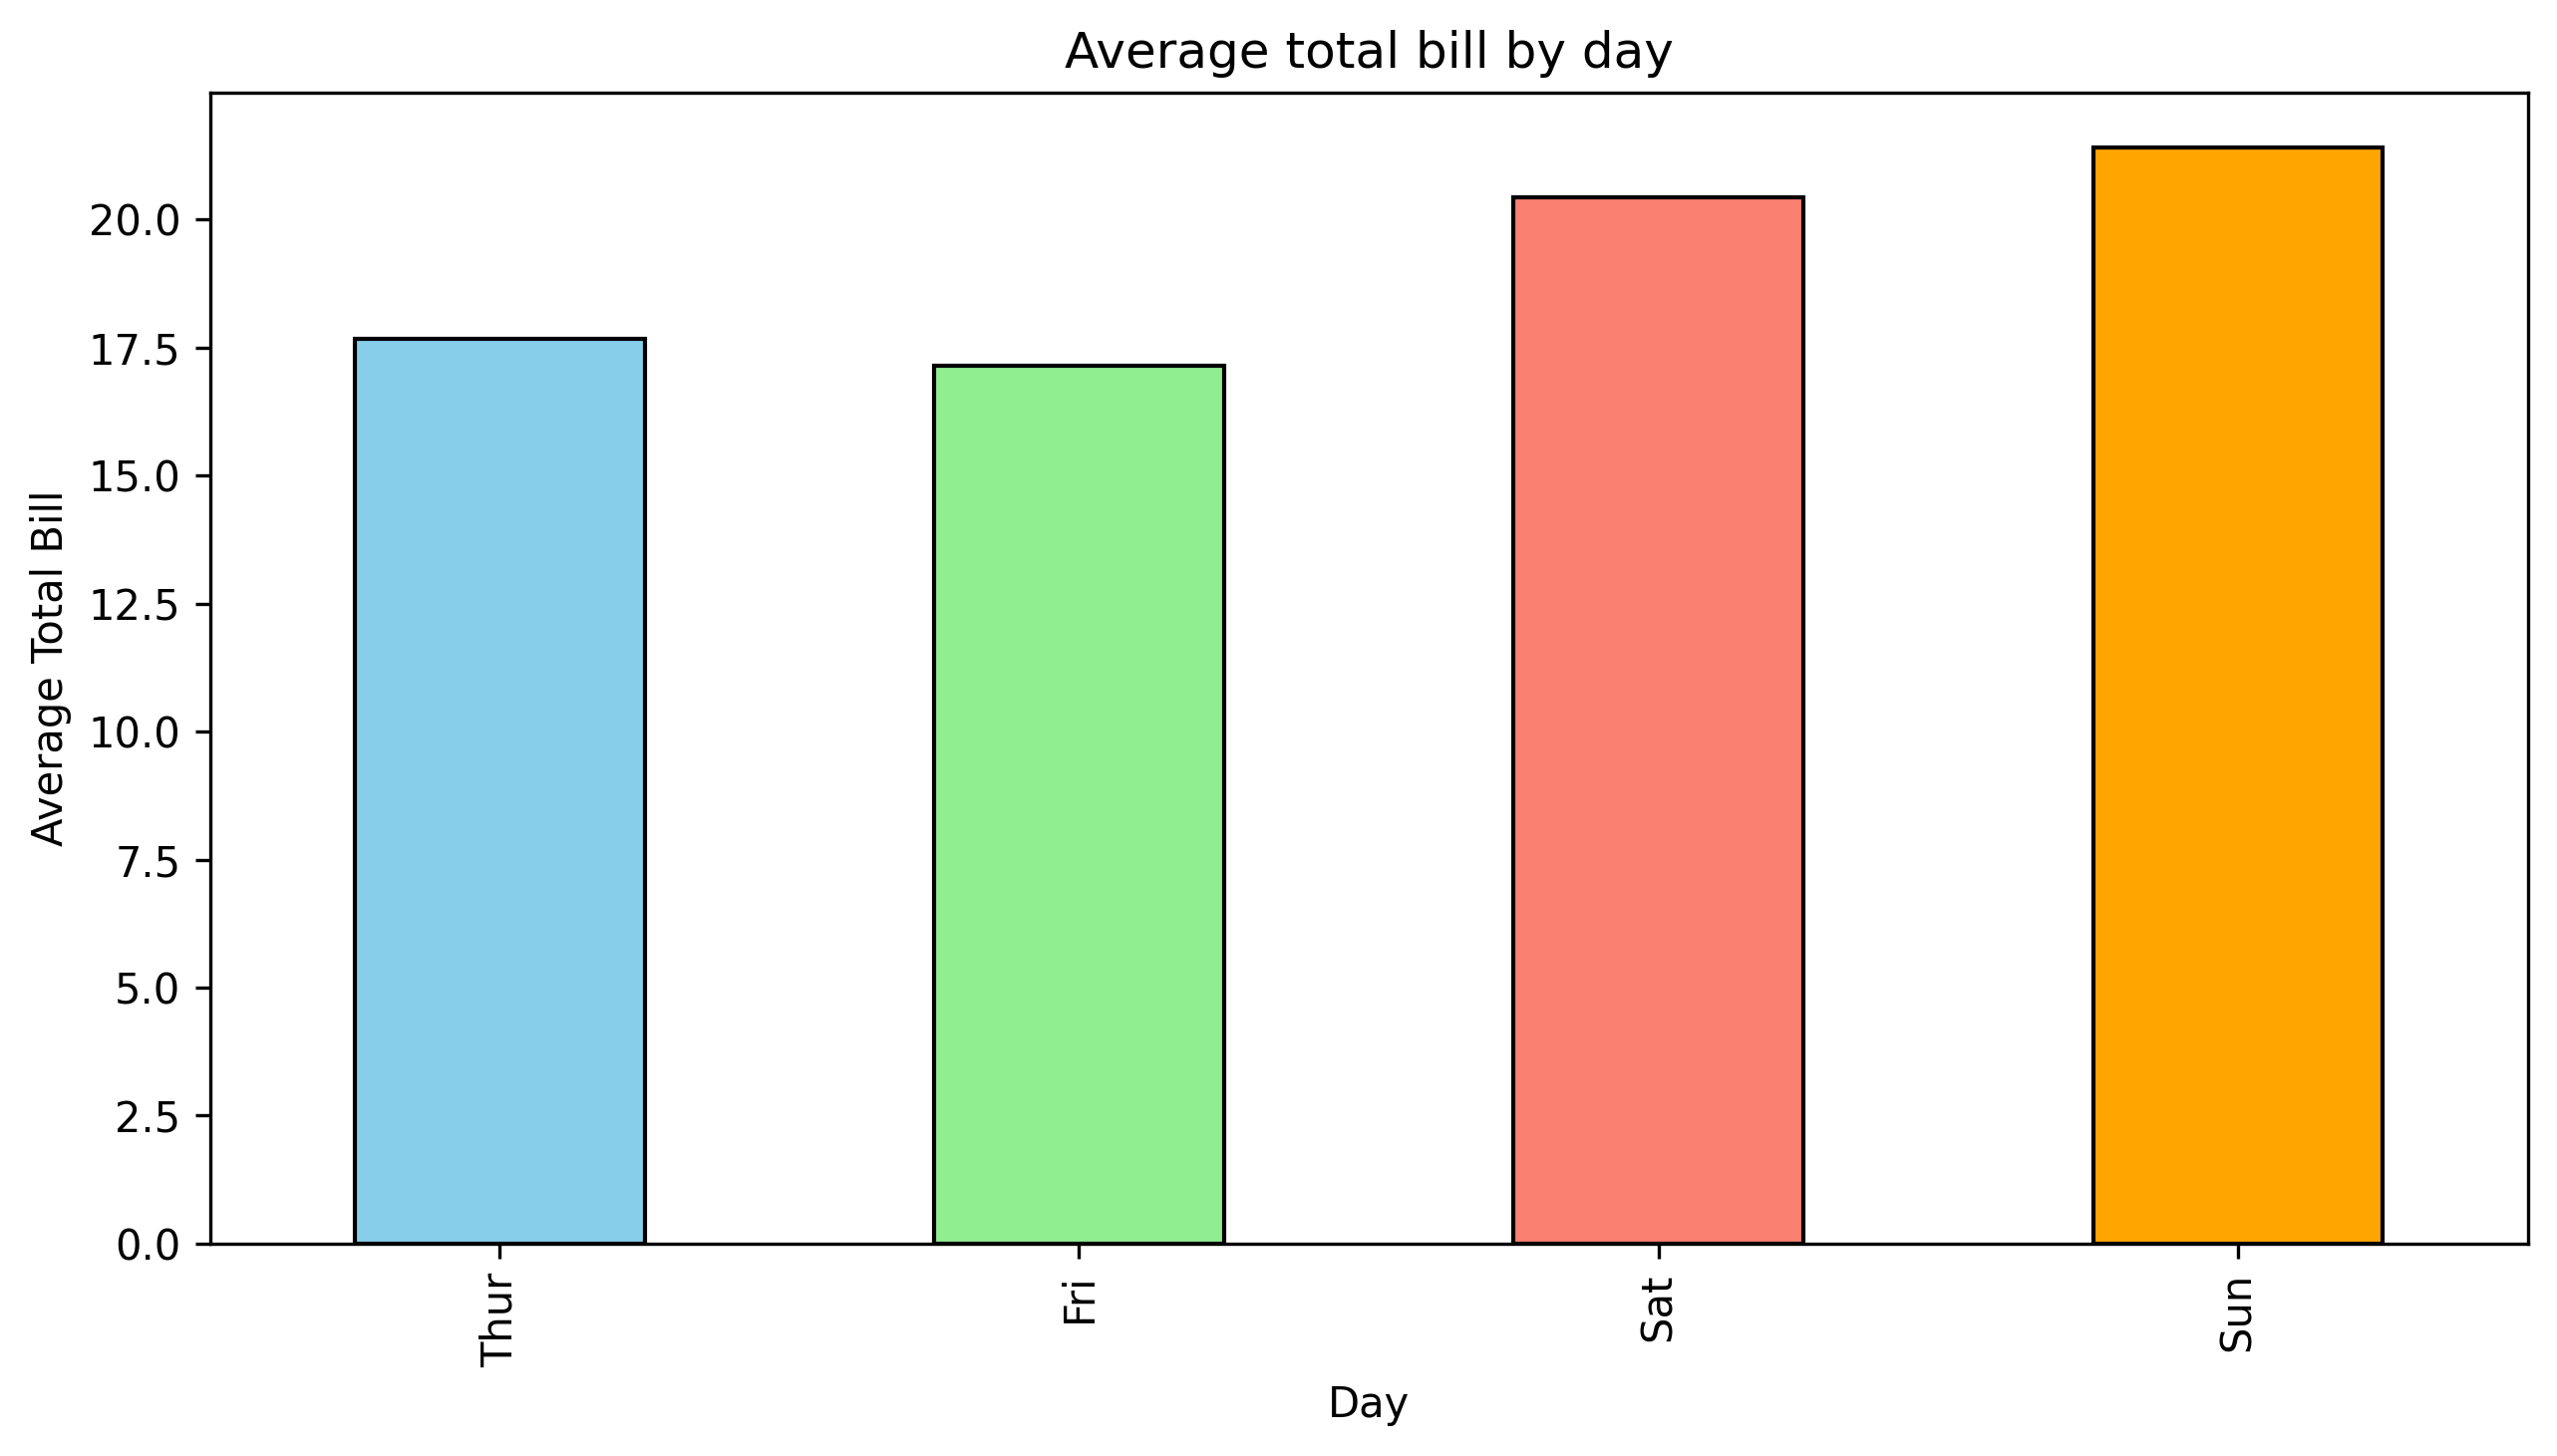 Average total bill by day
Average Total Bill
20.0
17.5
15.0
12.5
10.0
7.5
5.0
2.5
0.0
Thur
Fri
Sat
Sun
Day